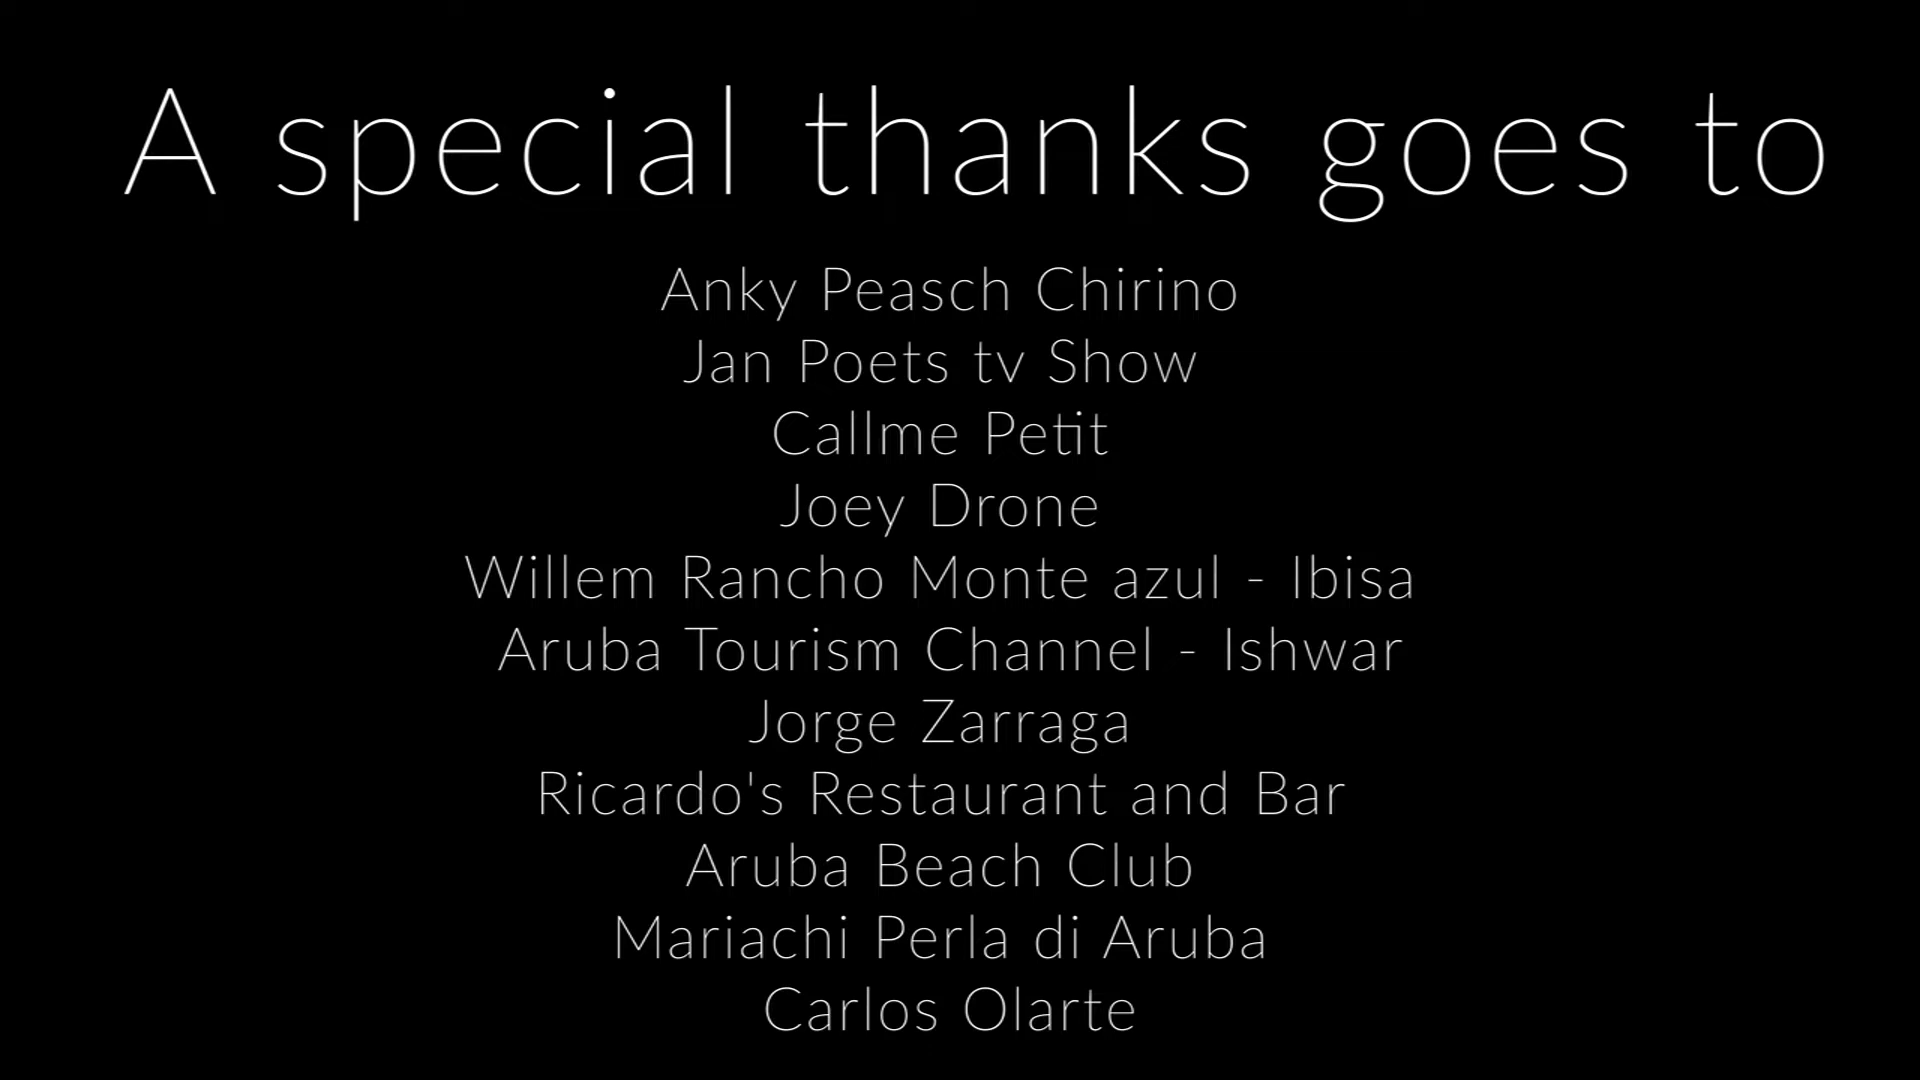 A special thanks goes to
Anky Peasch Chirino
Jan Poets tv Show
Callme Petit
Joey Drone
Willem Rancho Monte azul - Ibisa
Aruba Tourism Channel - Ishwar
Jorge Zarraga
Ricardo's Restaurant and Bar
Aruba Beach Club
Mariachi Perla di Aruba
Carlos Olarte